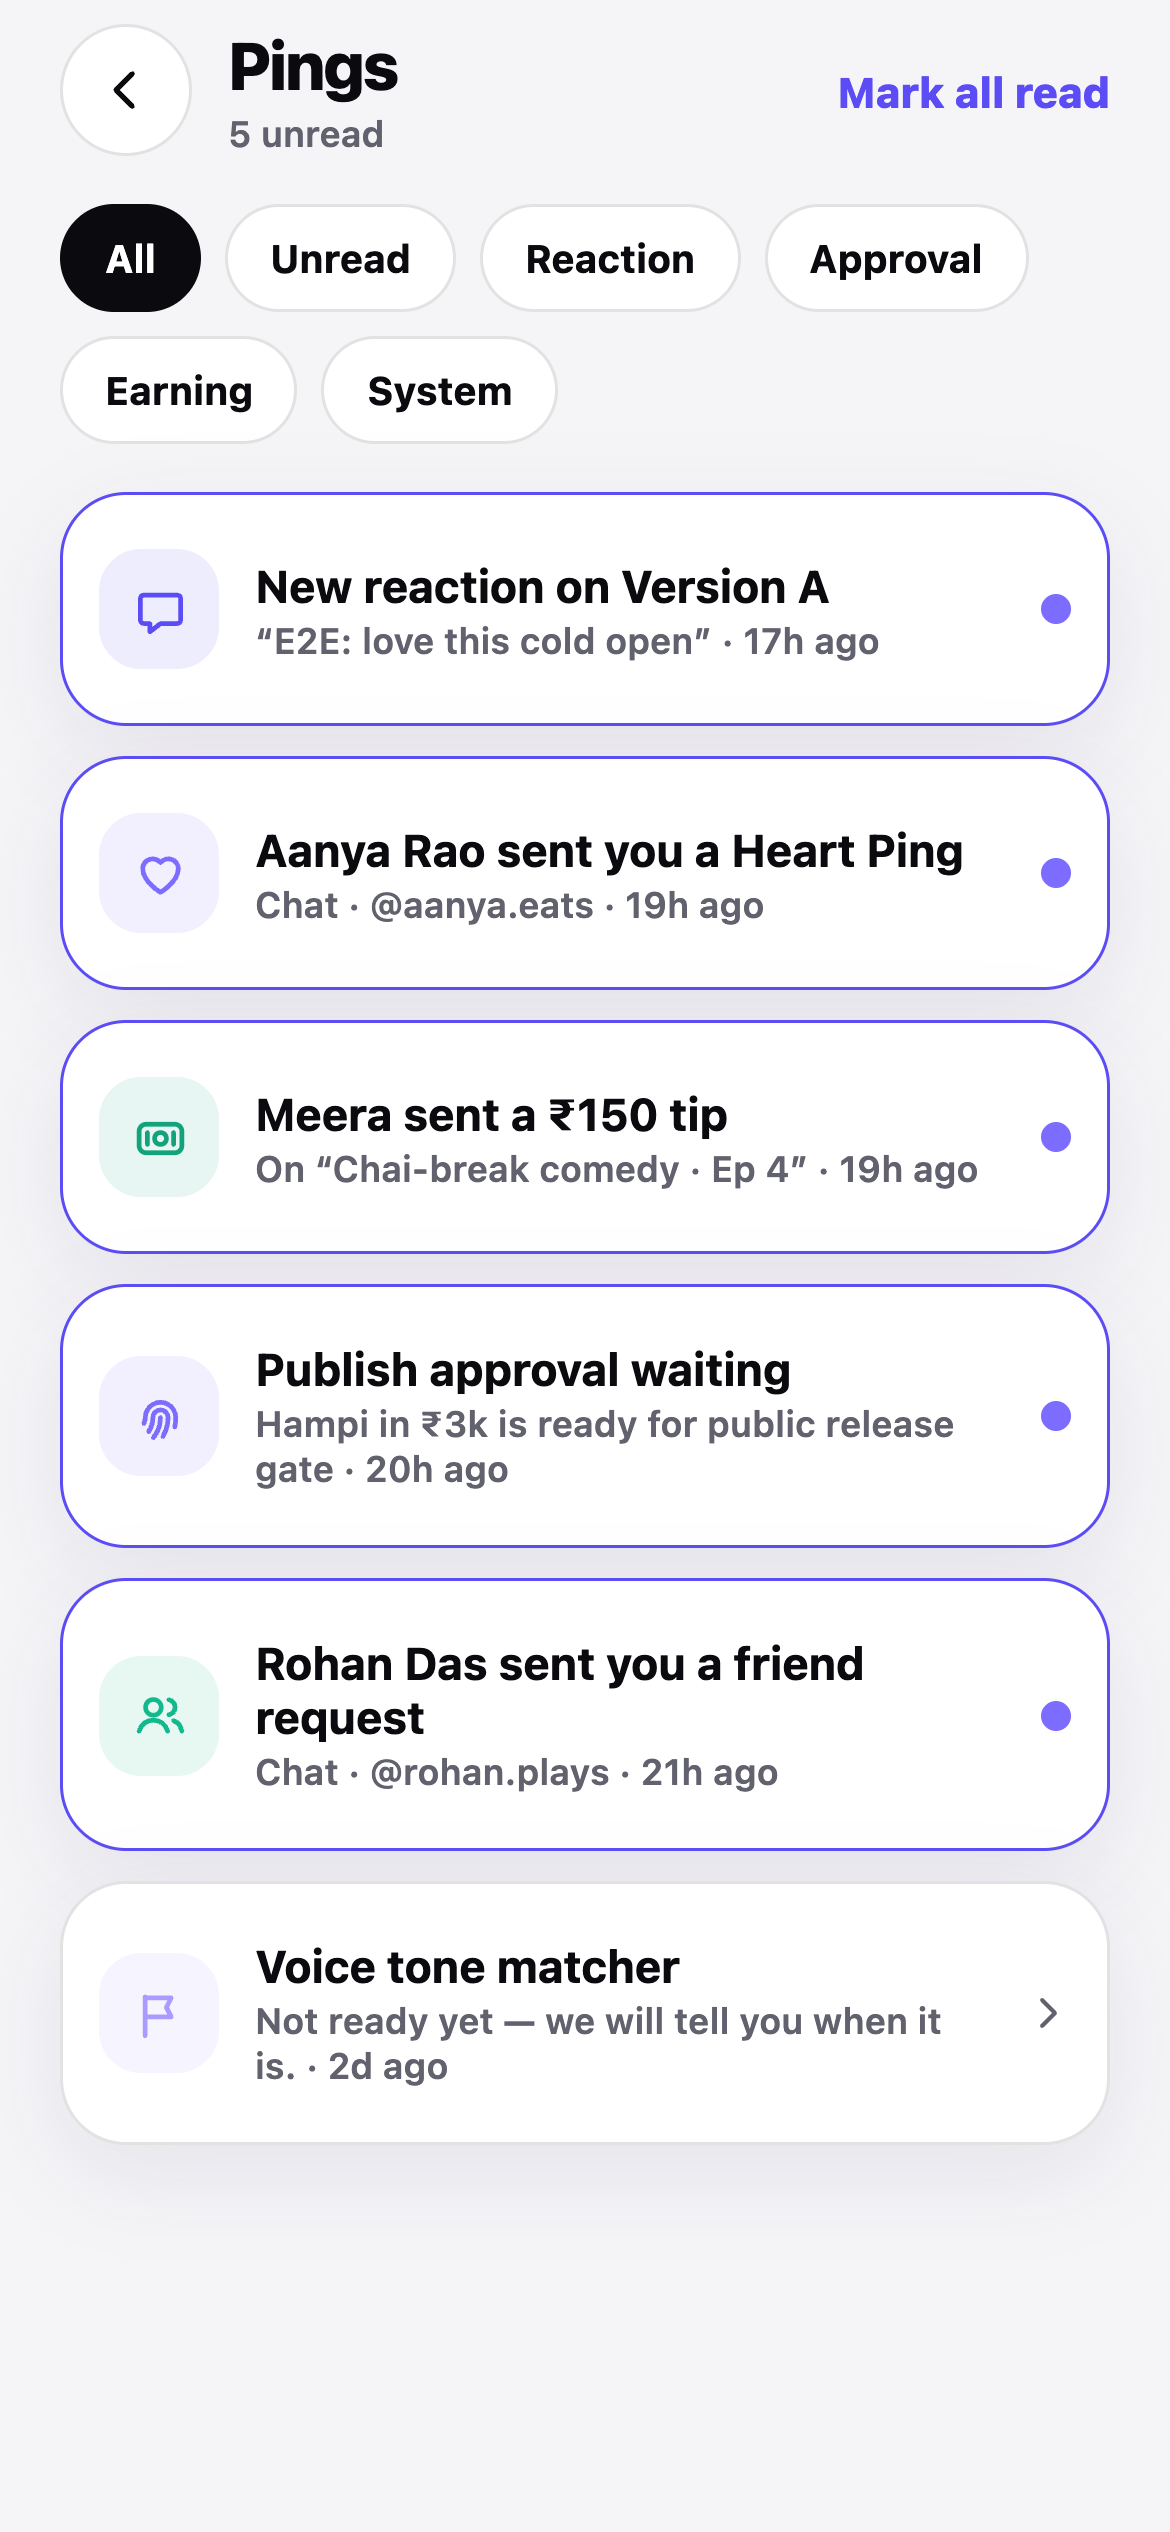 Pings
5 unread
Mark all read
All
Unread
Reaction
Approval
Earning
System
New reaction on Version A
“E2E: love this cold open” · 17h ago
Aanya Rao sent you a Heart Ping
Chat · @aanya.eats · 19h ago
Meera sent a ₹150 tip
On “Chai-break comedy · Ep 4” · 19h ago
Publish approval waiting
Hampi in ₹3k is ready for public release
gate · 20h ago
Rohan Das sent you a friend
request
Chat · @rohan.plays · 21h ago
Voice tone matcher
Not ready yet — we will tell you when it
is. · 2d ago